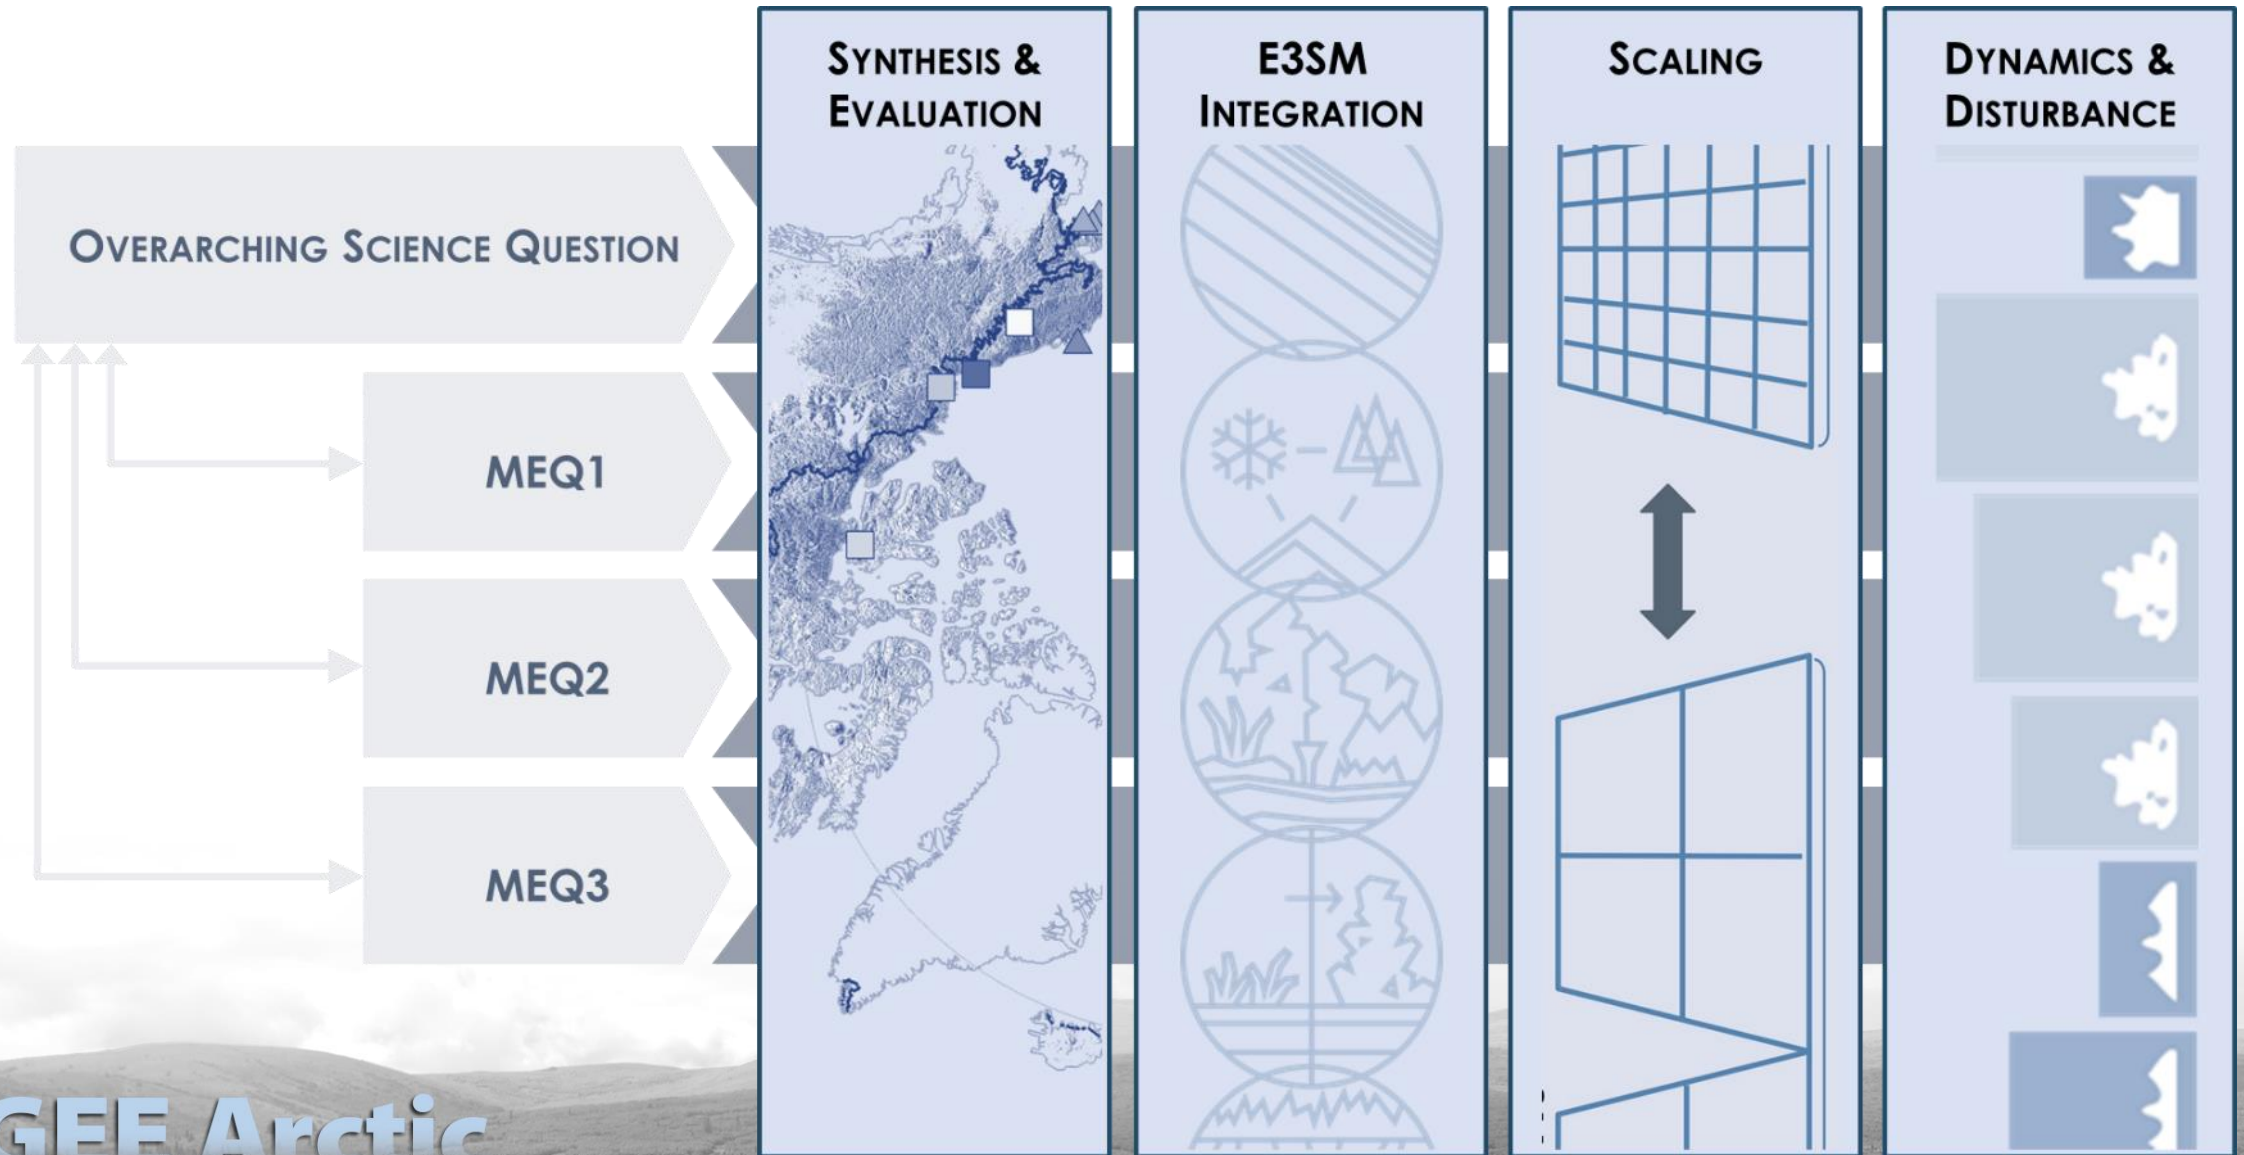 SYNTHESIS &
EVALUATION
E3SM
INTEGRATION
SCALING
DYNAMICS &
DISTURBANCE
OVERARCHING SCIENCE QUESTION
MEQ1
MEQ2
MEQ3
GEE Arctic